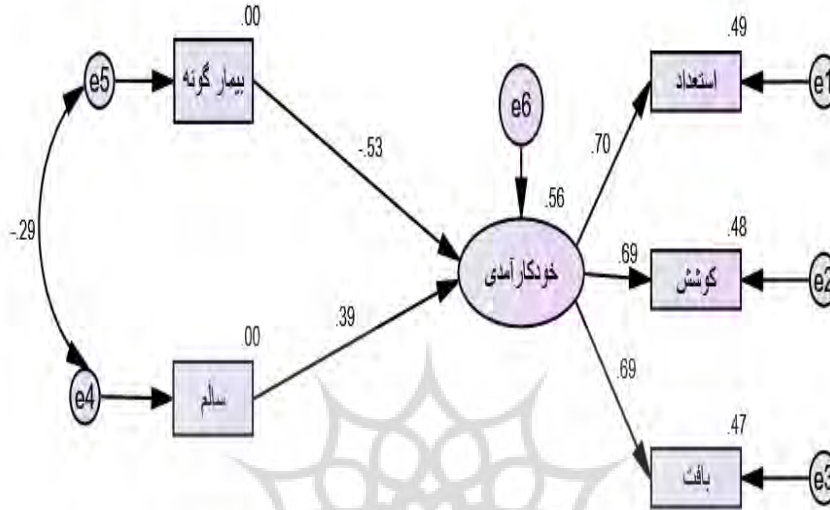 .00
.49
e5
بیمار گونه
استعداد
e1
e6
-.53
.70
.56
-.29
.48
خودکارآمدی
.69
کوشش
e2
.00
.39
.69
e4
سالم
.47
بافت
e3